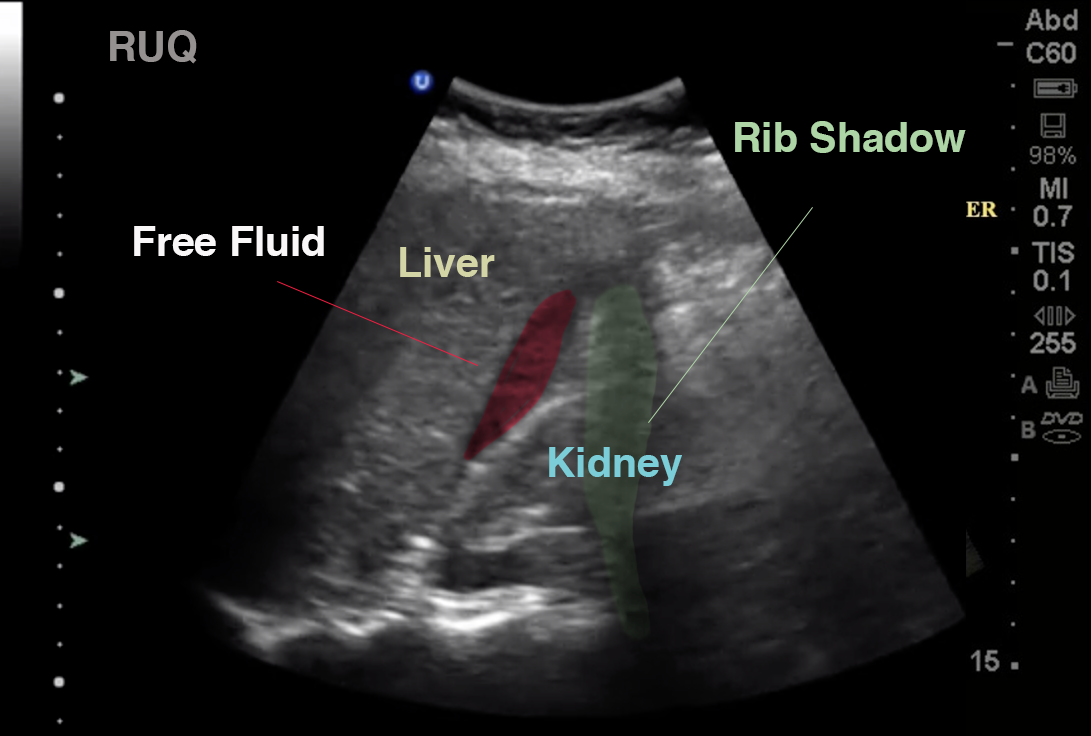 RUQ
U
Abd
C60
98%
MI
0.7
TIS
0.1
255
A
B DVD
ER
Rib Shadow
Free Fluid
Liver
Kidney
15